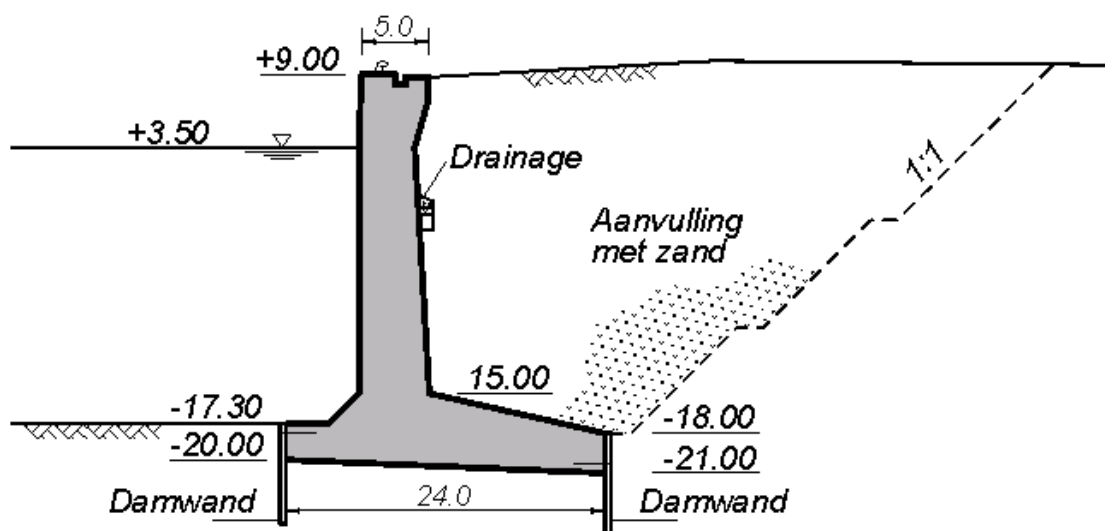 5.0
+9.00
+3.50
Drainage
1:1
Aanvulling
met zand
15.00
-17.30
-18.00
-20.00
-21.00
Damwand
24.0
Damwand